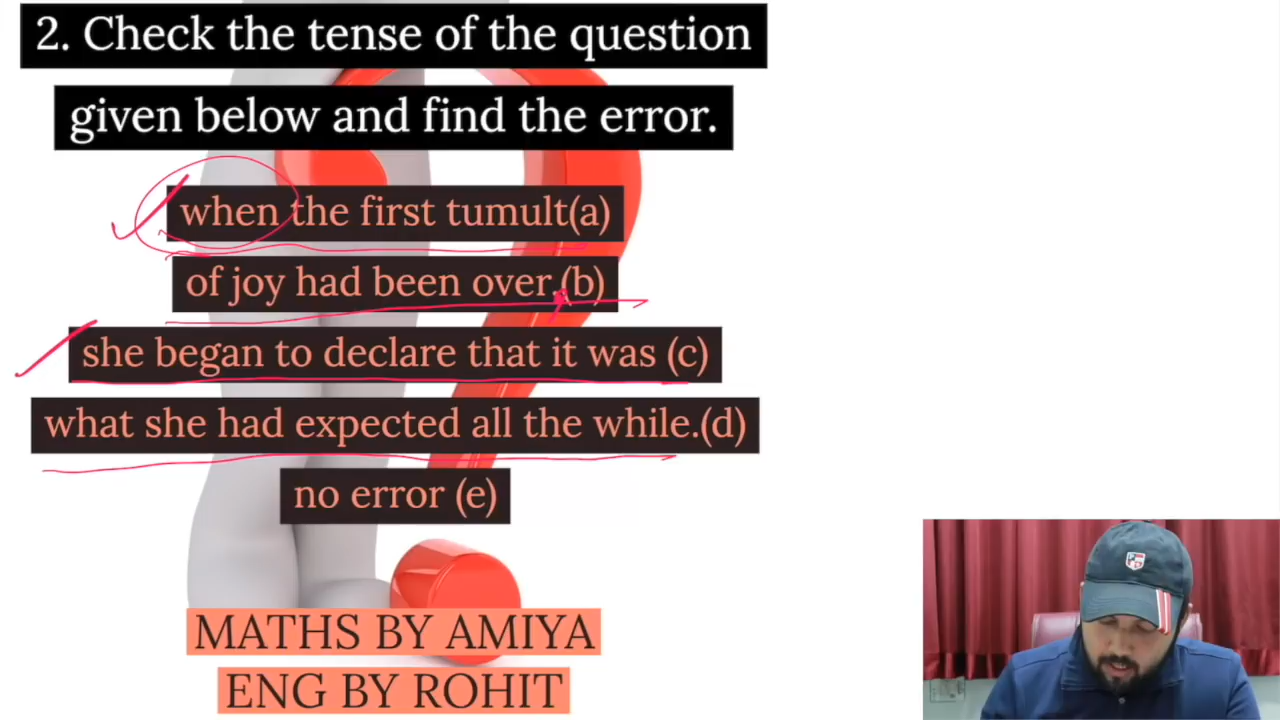 2. Check the tense of the question
given below and find the error.
when the first tumult(a)
of joy had been over.(b)
she began to declare that it was (c)
what she had expected all the while.(d)
no error (e)
MATHS BY AMIYA
ENG BY ROHIT